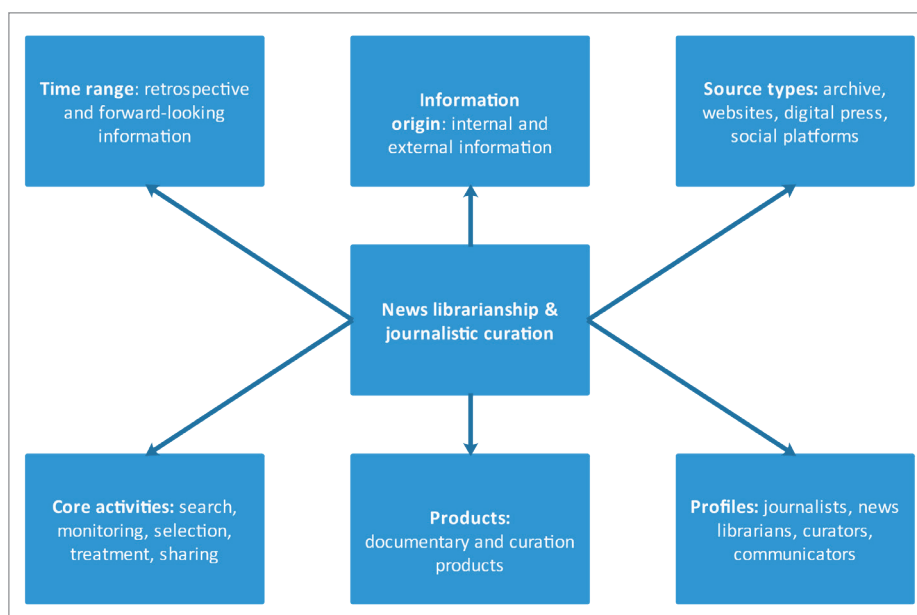 Time range: retrospective
and forward-looking
information
Information
origin: internal and
external information
Source types: archive,
websites, digital press,
social platforms
News librarianship &
journalistic curation
Core activities: search,
monitoring, selection,
treatment, sharing
Products:
documentary and curation
products
Profiles: journalists, news
librarians, curators,
communicators